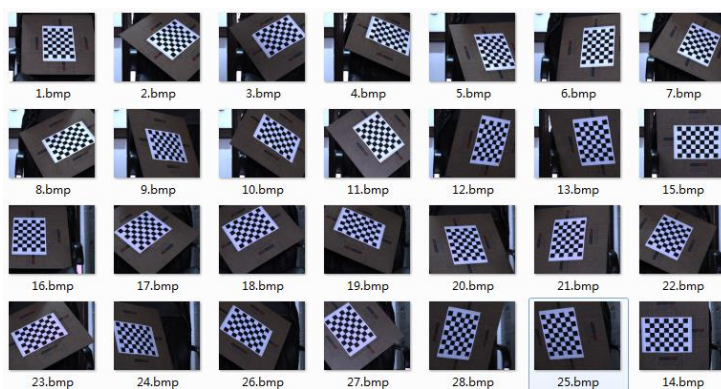 1.bmp 2.bmp 3.bmp 4.bmp 5.bmp 6.bmp 7.bmp
8.bmp 9.bmp 10.bmp 11.bmp 12.bmp 13.bmp 15.bmp
16.bmp 17.bmp 18.bmp 19.bmp 20.bmp 21.bmp 22.bmp
23.bmp 24.bmp 26.bmp 27.bmp 28.bmp 25.bmp 14.bmp